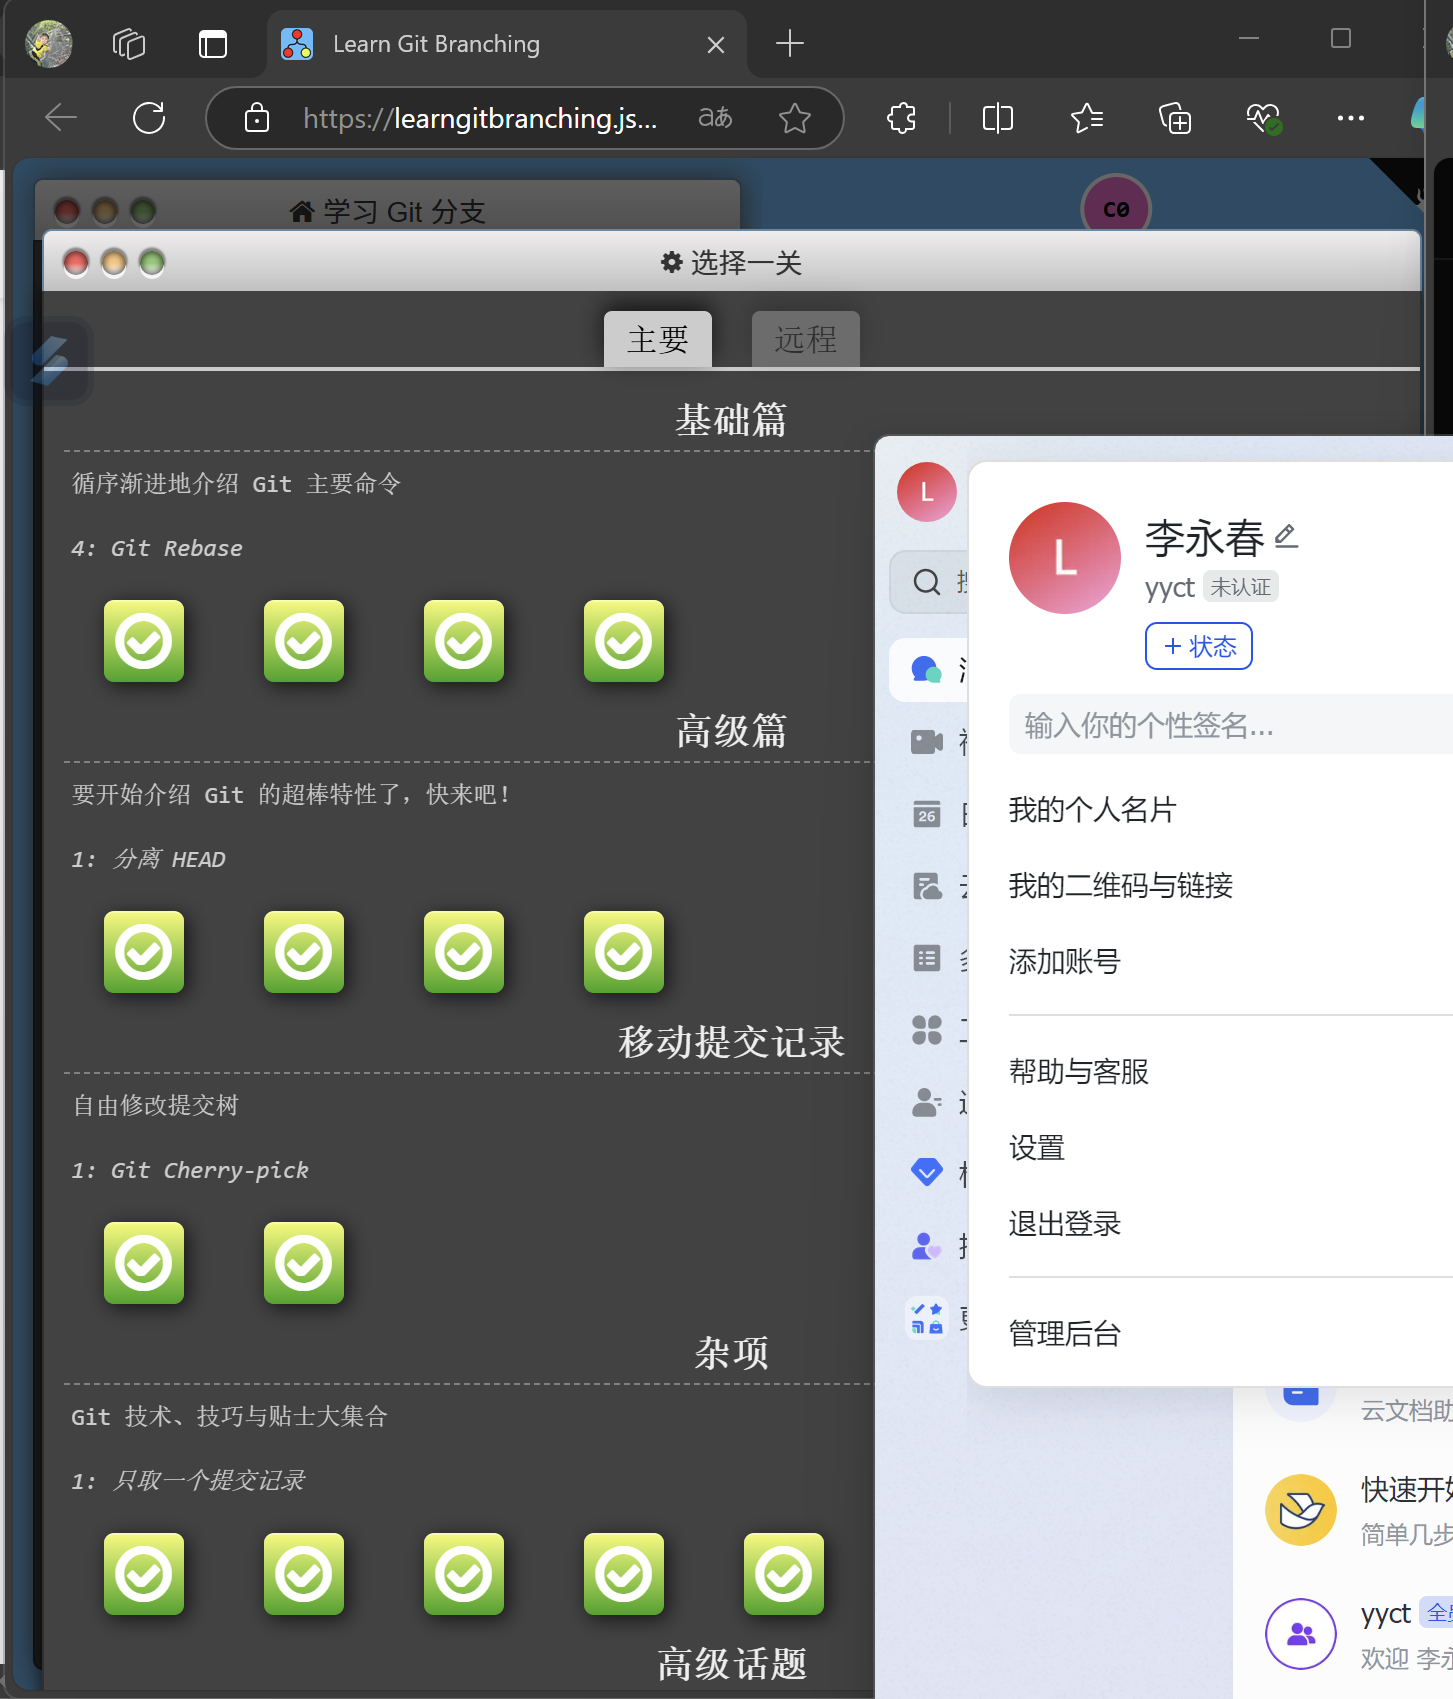 Learn Git Branching
https://learngitbranching.js...
学习 Git 分支
C0
选择一关
主要
远程
基础篇
循序渐进地介绍 Git 主要命令
4: Git Rebase
高级篇
要开始介绍 Git 的超棒特性了，快来吧！
1: 分离 HEAD
移动提交记录
自由修改提交树
1: Git Cherry-pick
杂项
Git 技术、技巧与贴士大集合
1: 只取一个提交记录
高级话题
L
26
L
李永春
yyct
未认证
+ 状态
输入你的个性签名...
我的个人名片
我的二维码与链接
添加账号
帮助与客服
设置
退出登录
管理后台
云文档助
快速开
简单几步
yyct
欢迎 李永